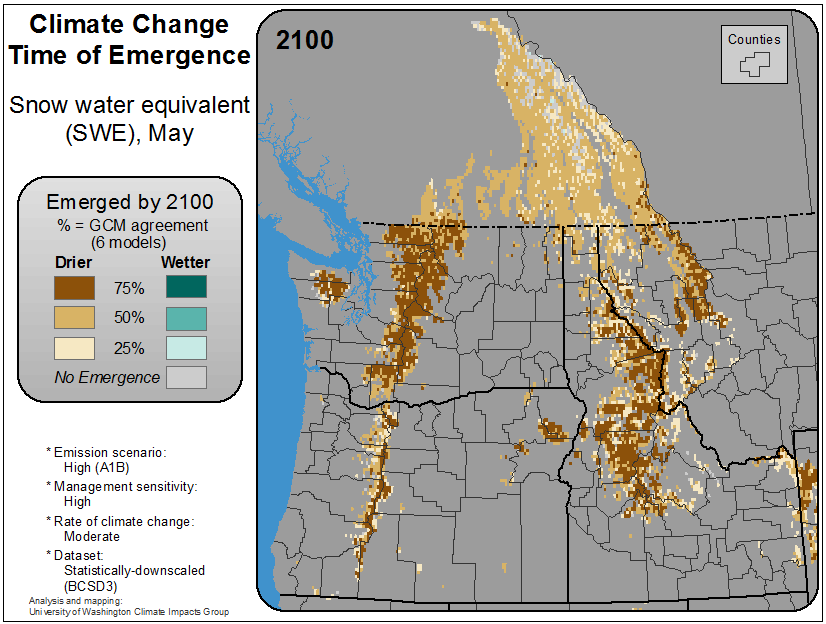 Climate Change
Time of Emergence
Snow water equivalent
(SWE), May
Emerged by 2100
% = GCM agreement
(6 models)
Drier Wetter
75%
50%
25%
No Emergence
* Emission scenario:
High (A1B)
* Management sensitivity:
High
* Rate of climate change:
Moderate
* Dataset:
Statistically-downscaled
(BCSD3)
Analysis and mapping:
University of Washington Climate Impacts Group
2100
Counties